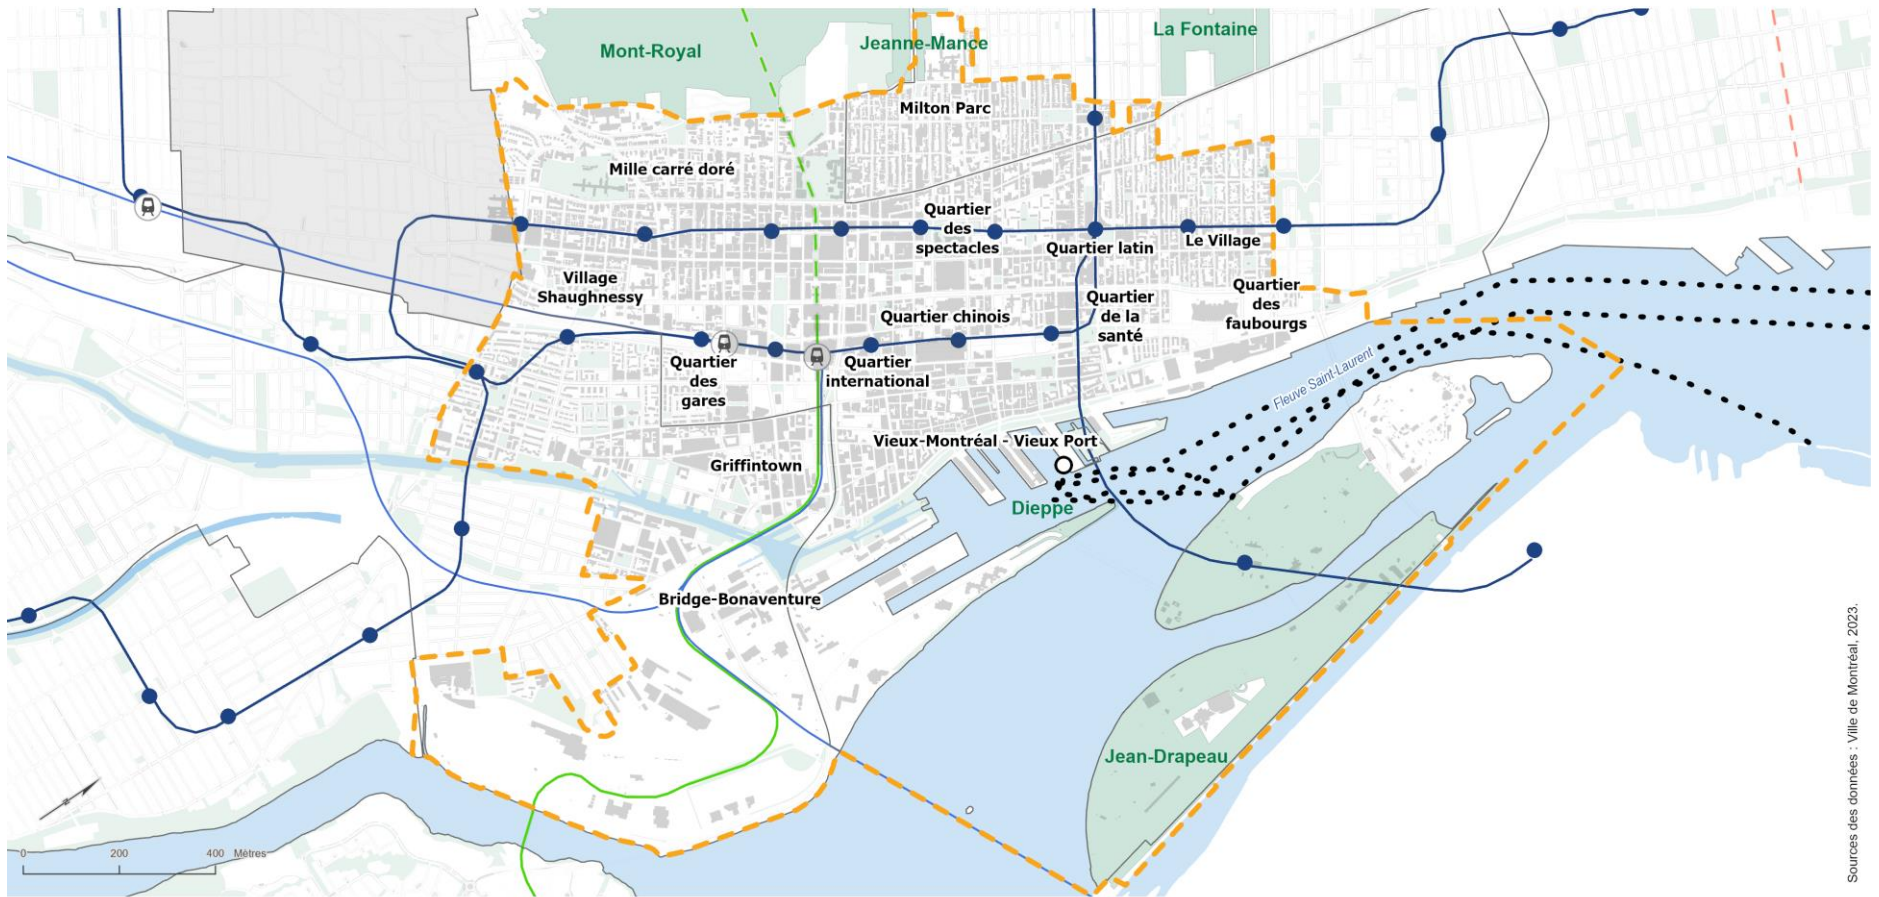 Mont-Royal
Jeanne-Mance
La Fontaine
Milton Parc
Mille carré doré
Quartier
des
spectacles
Quartier latin
Le Village
Village
Shaughnessy
Quartier
de la
santé
Quartier
des
faubourgs
Quartier chinois
Quartier
des
gares
Quartier
international
Fleuve Saint-Laurent
Vieux-Montréal - Vieux Port
Griffintown
Dieppe
Bridge-Bonaventure
Jean-Drapeau
0 200 400 Mètres
Sources des données : Ville de Montréal, 2023.